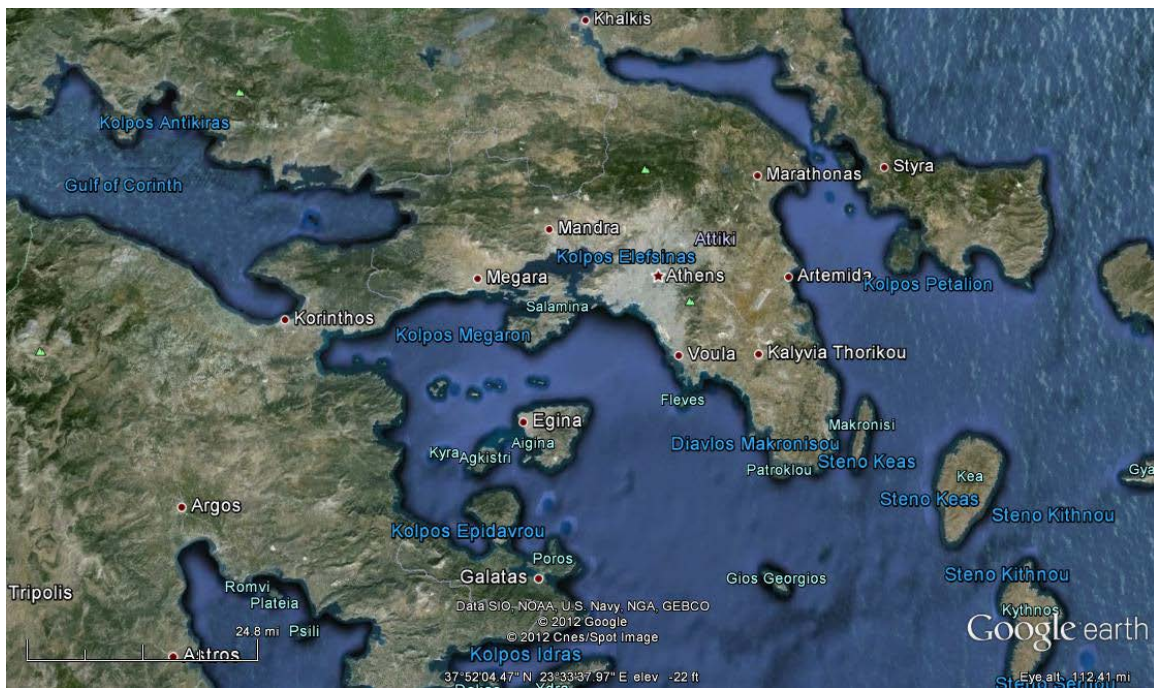 Khalkis
Kolpos Antikiras
Styra
Marathonas
Gulf of Corinth
Mandra
Attiki
Kolpos Elefsinas
Megara
Athens
Artemida
Kolpos Petalion
Salamina
Korinthos
Kolpos Megaron
Voula
Kalyvia Thorikou
Fleves
Egina
Makronisi
Aigina
Diavlos Makronisou
Kyra
Agkistri
Steno Keas
Patroklou
Kea
Gya
Steno Keas
Argos
Steno Kithnou
Kolpos Epidavrou
Poros
Steno Kithnou
Galatas
Gios Georgios
Romvi
Tripolis
Plateia
Data SIO, NOAA, U.S. Navy, NGA, GEBCO
Kythnos
© 2012 Google
24.8 mi
Psili
© 2012 Cnes/Spot Image
Google earth
Astros
Kolpos Idras
37°52'04.47" N 23°33'37.97" E elev -22 ft
Eye alt 112.41 mi